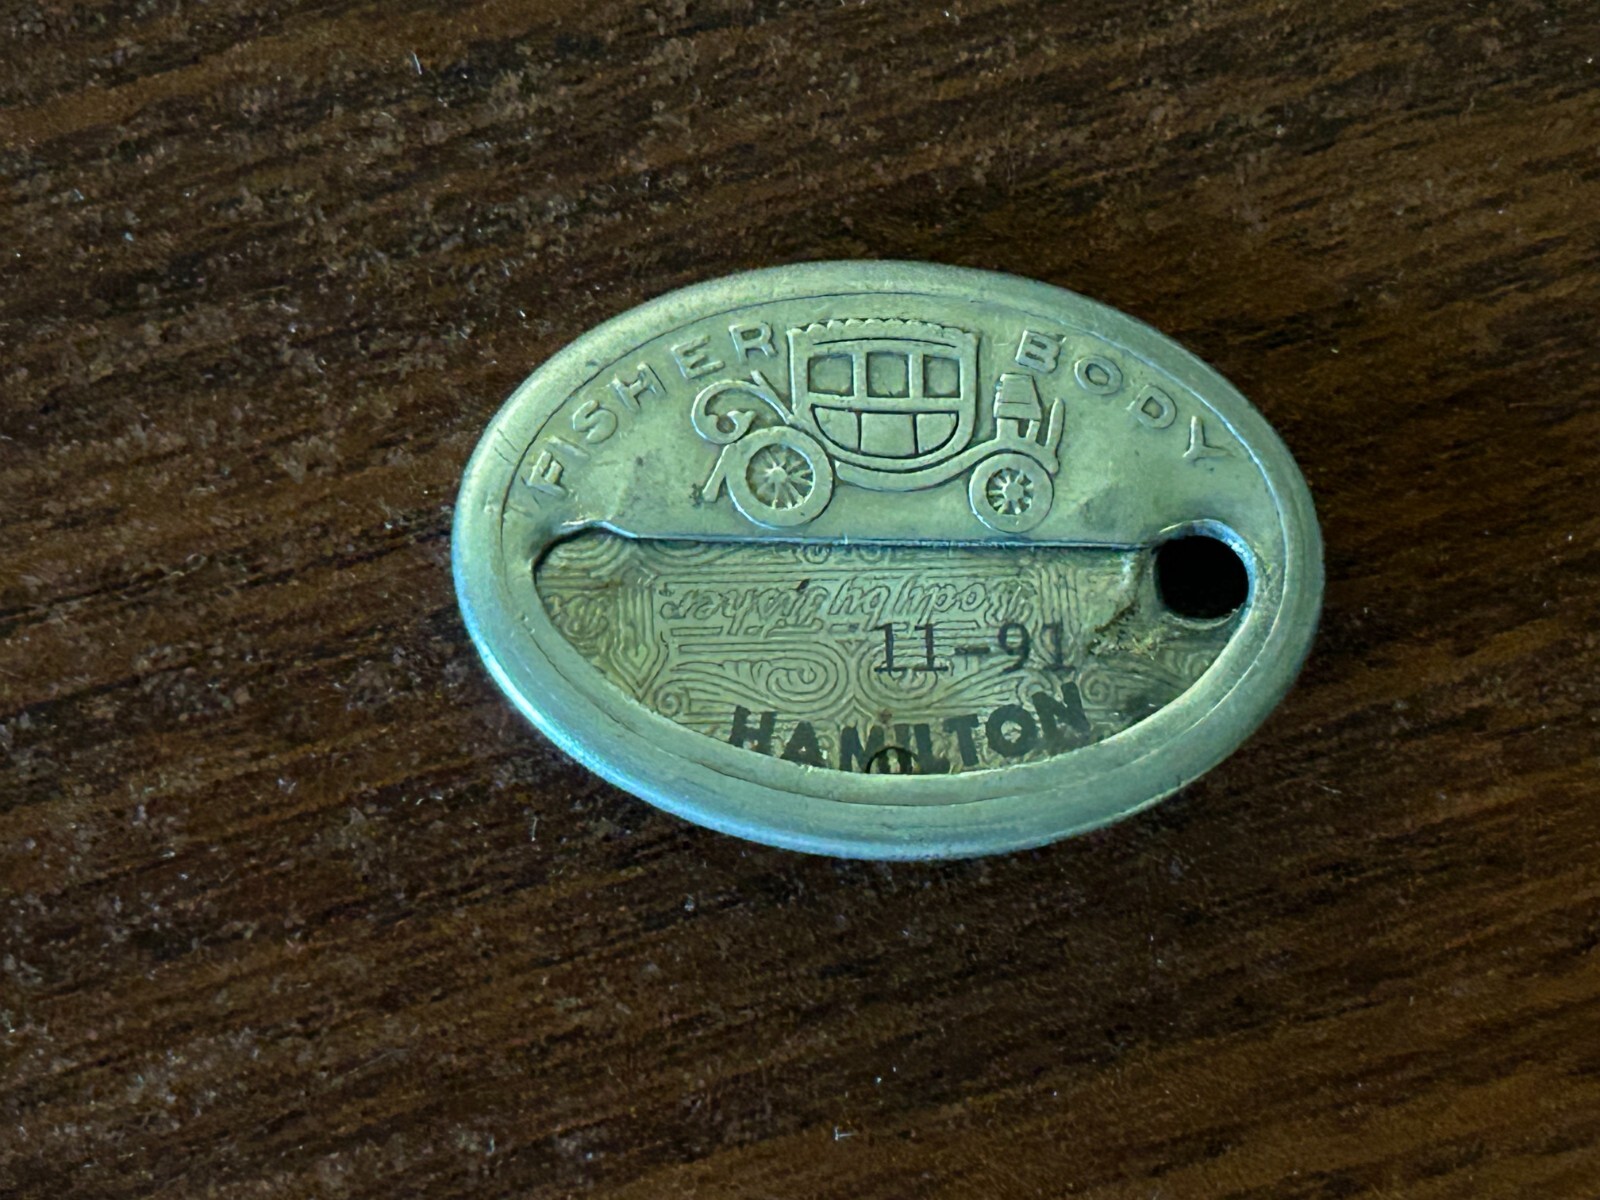 FISHER BODY
Body by Fisher
11-91
HAMILTON